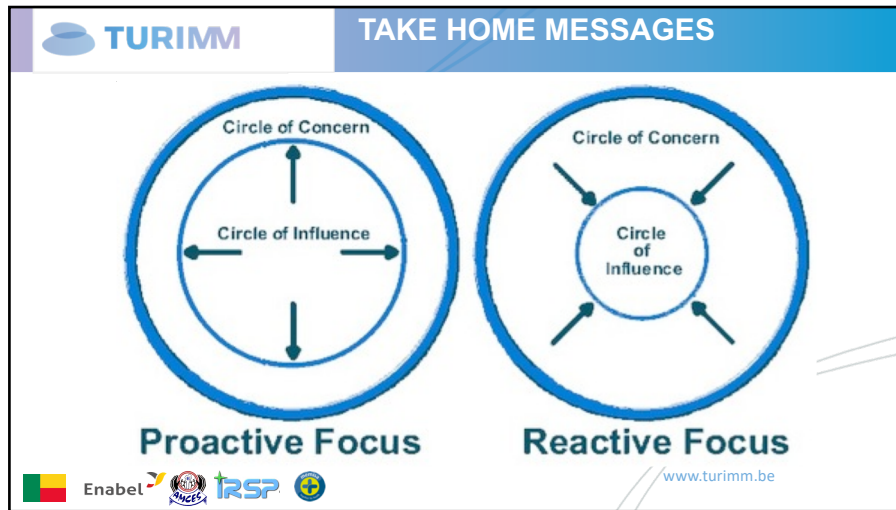 TURIMM
TAKE HOME MESSAGES
Circle of Concern
Circle of Influence
Proactive Focus
Circle of Concern
Circle
of
Influence
Reactive Focus
Enabel
AMCES
IRSP
www.turimm.be